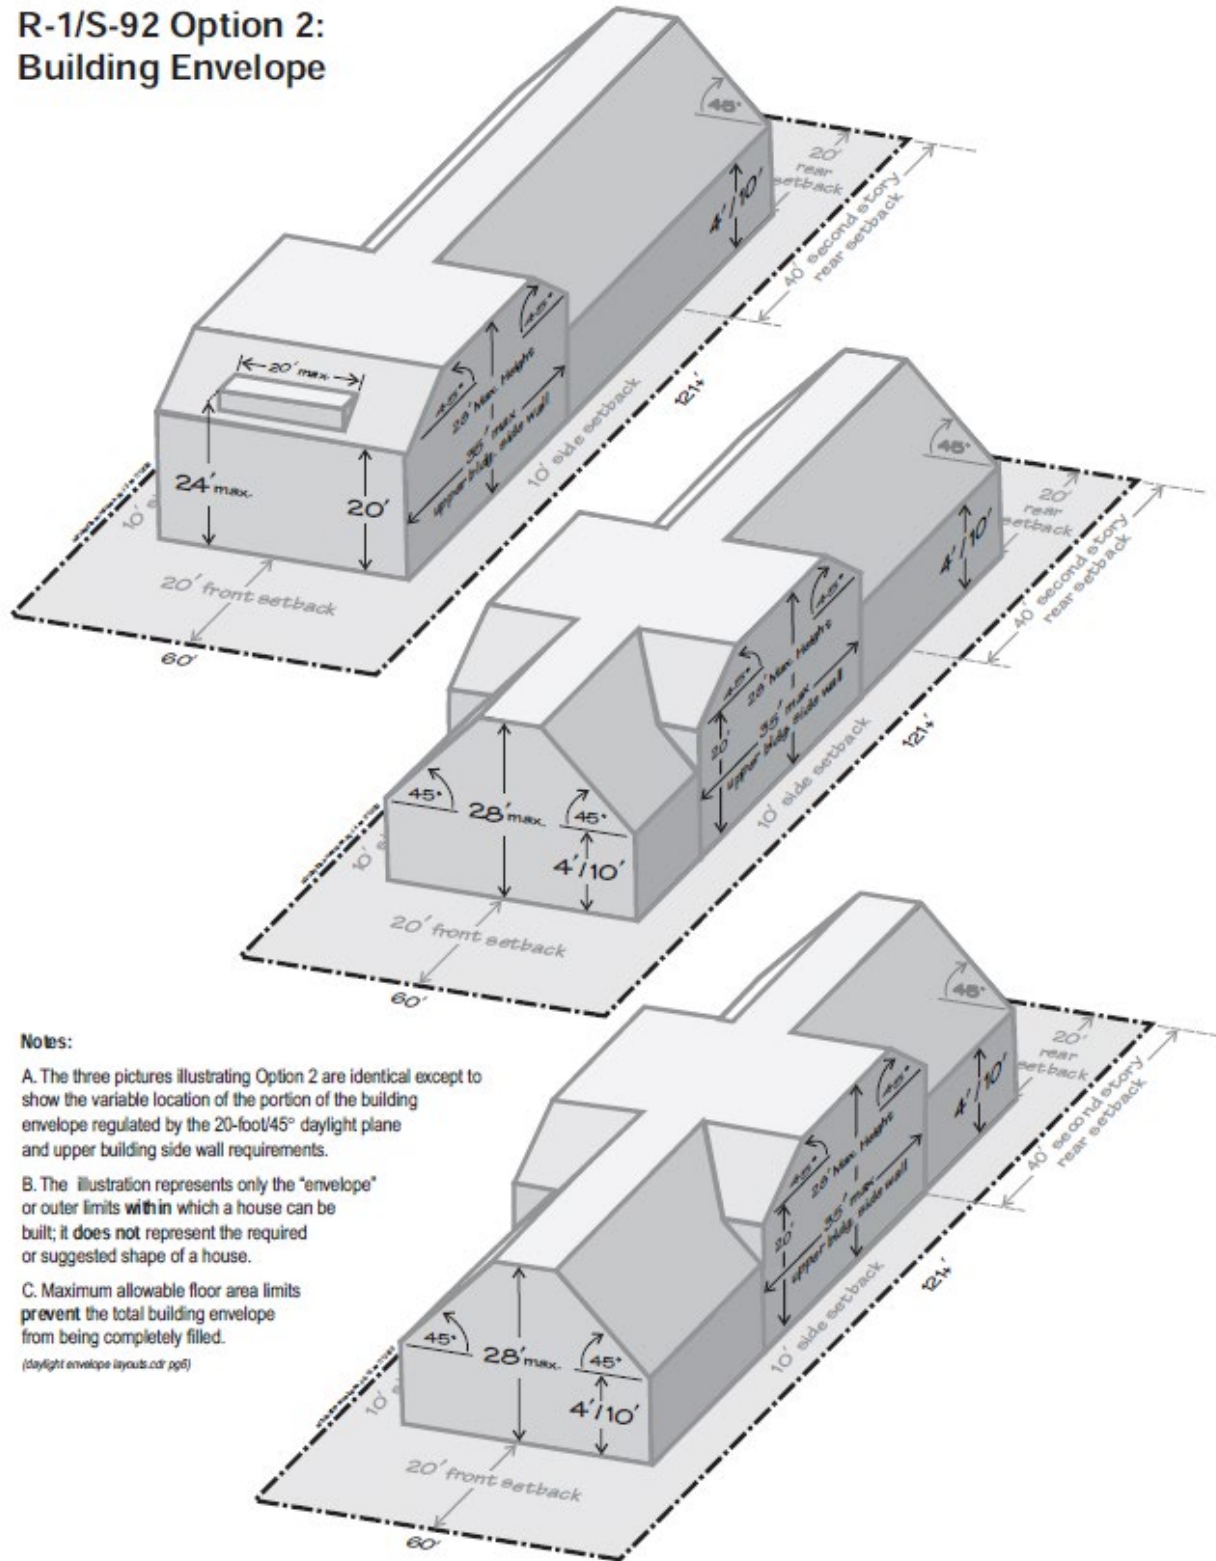 R-1/S-92 Option 2:
Building Envelope
45°
20'
rear
setback
4'/10'
40' second story
rear setback
20' max.
45°
45°
28' Max. Height
35' max
upper bldg. side wall
24' max.
20'
10' side setback
121+'
10'
20' front setback
60'
45°
20'
rear
setback
4'/10'
40' second story
rear setback
45°
45°
28' Max. Height
20'
35' max
upper bldg. side wall
10' side setback
121+'
45°
28' max.
45°
4'/10'
10'
20' front setback
60'
45°
20'
rear
setback
4'/10'
40' second story
rear setback
45°
45°
28' Max. Height
20'
35' max
upper bldg. side wall
10' side setback
121+'
45°
28' max.
45°
4'/10'
10'
20' front setback
60'
Notes:
A. The three pictures illustrating Option 2 are identical except to
show the variable location of the portion of the building
envelope regulated by the 20-foot/45° daylight plane
and upper building side wall requirements.
B. The illustration represents only the “envelope”
or outer limits within which a house can be
built; it does not represent the required
or suggested shape of a house.
C. Maximum allowable floor area limits
prevent the total building envelope
from being completely filled.
(daylight envelope layouts.cdr pg6)